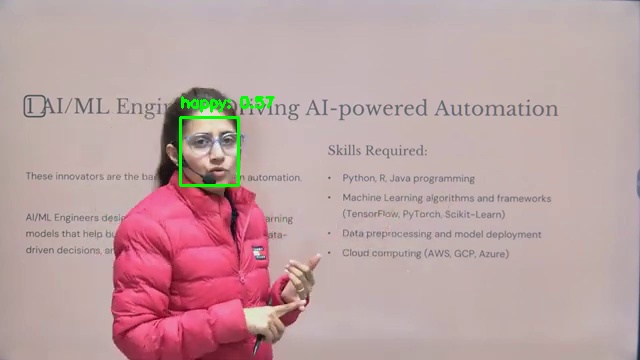 happy: 0.57
1 AI/ML Engin iving AI-powered Automation
These innovators are the ba n automation.
AI/ML Engineers desi arning
models that help bu ata-
driven decisions, a
Skills Required:
• Python, R, Java programming
• Machine Learning algorithms and frameworks
(TensorFlow, PyTorch, Scikit-Learn)
• Data preprocessing and model deployment
• Cloud computing (AWS, GCP, Azure)